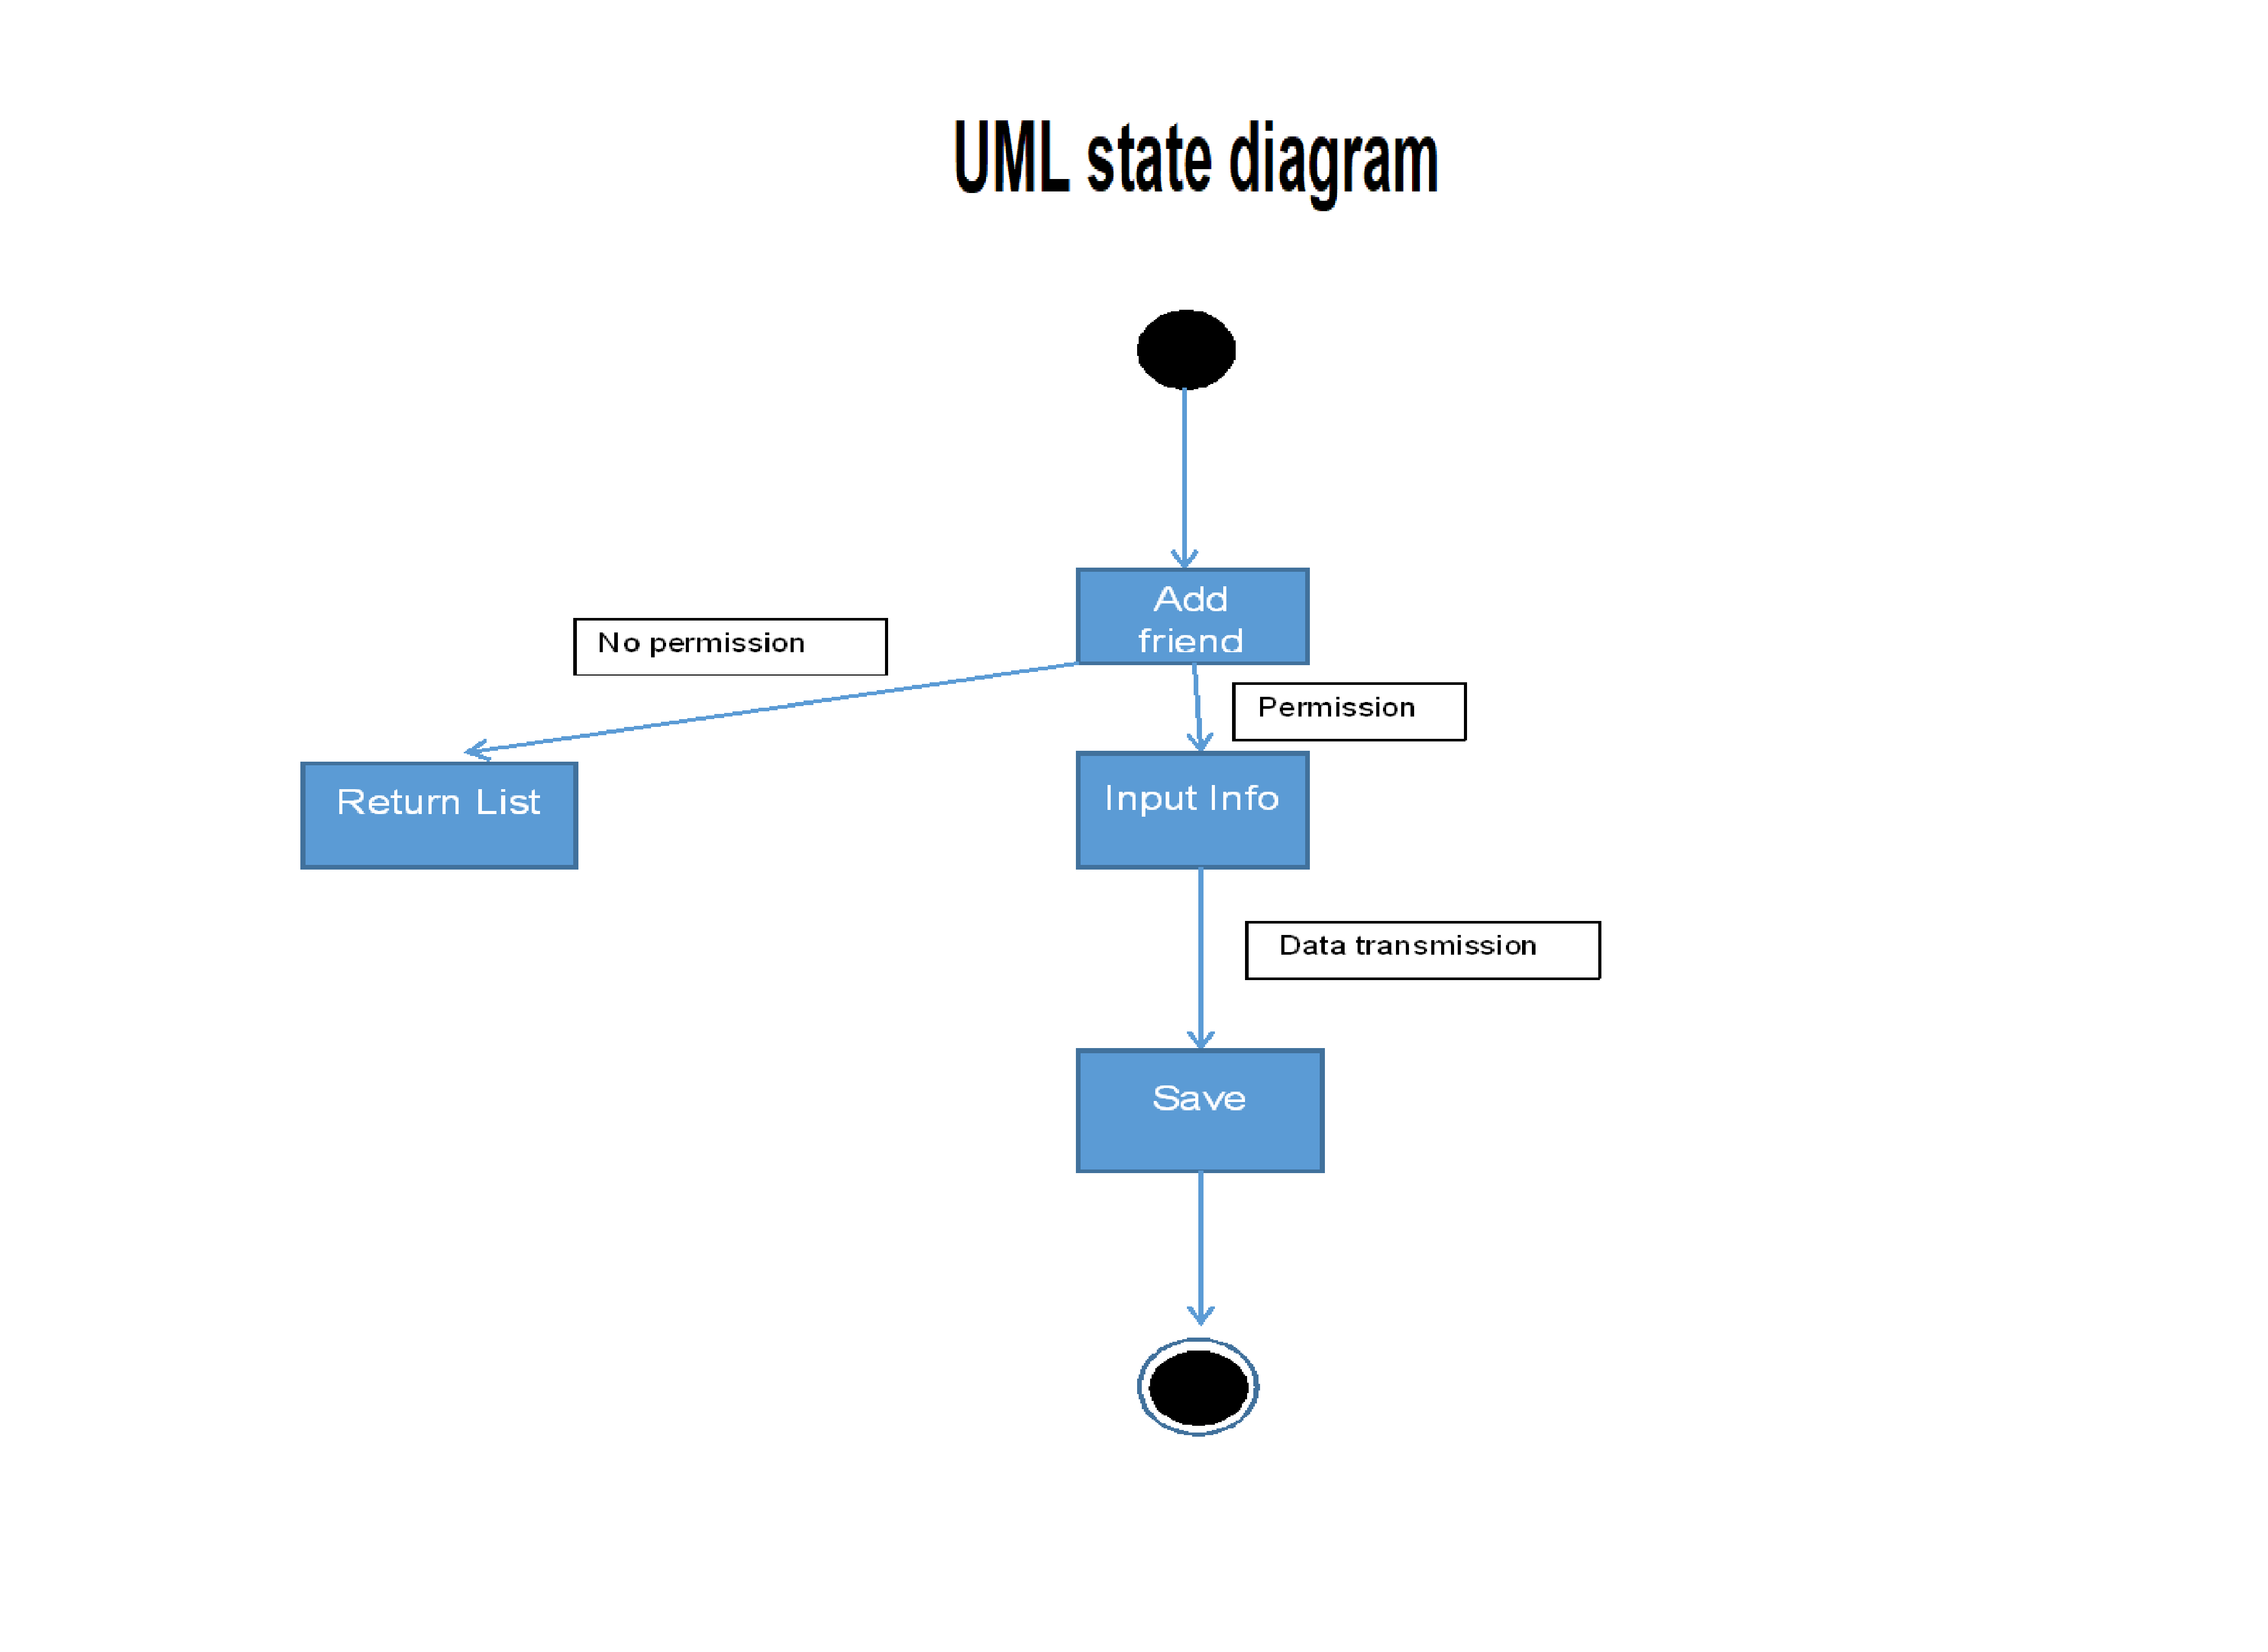 UML state diagram
Add
friend
No permission
Permission
Return List
Input Info
Data transmission
Save